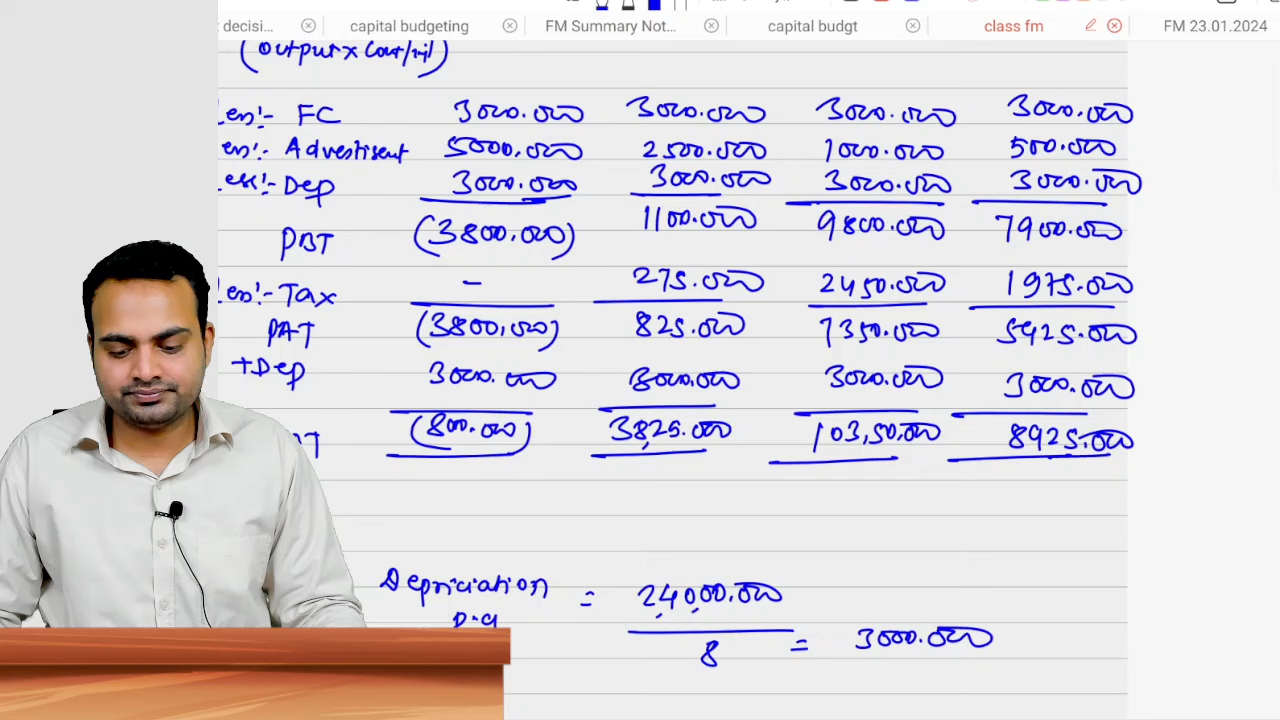 t decisi... capital budgeting FM Summary Not... capital budgt class fm FM 23.01.2024
(Output x Cost/unit)
Less:- FC 3000.000 3000.000 3000.000 3000.000
Less:- Advertisent 5000.000 2500.000 1000.000 500.000
Less:- Dep 3000.000 3000.000 3000.000 3000.000
PBT (3800.000) 1100.000 9800.000 7900.000
Less:- Tax - 275.000 2450.000 1975.000
PAT (3800.000) 825.000 7350.000 5925.000
+Dep 3000.000 3000.000 3000.000 3000.000
(800.000) 3825.000 103,50.000 8925.000
Depriciation = 24000.000
P.a
8 = 3000.000